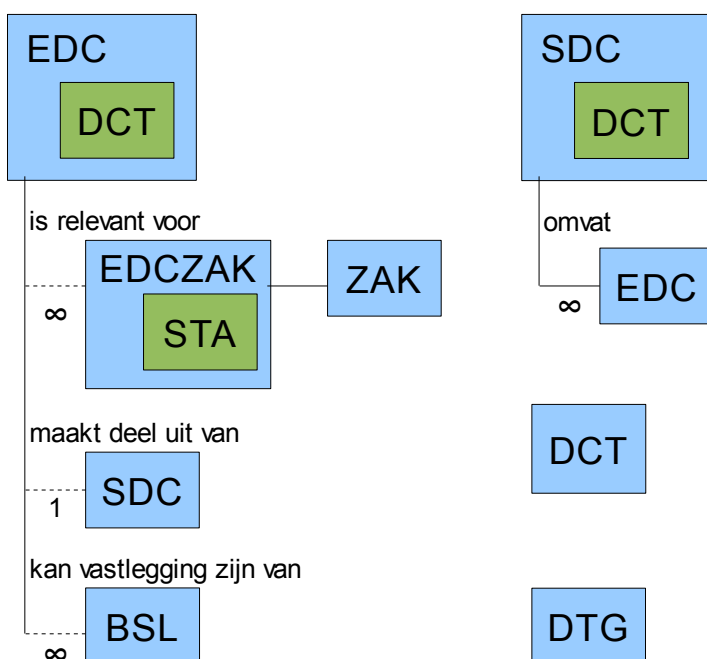 EDC
DCT
is relevant voor
EDCZAK
STA
∞
ZAK
maakt deel uit van
SDC
1
kan vastlegging zijn van
BSL
∞
SDC
DCT
omvat
EDC
∞
DCT
DTG